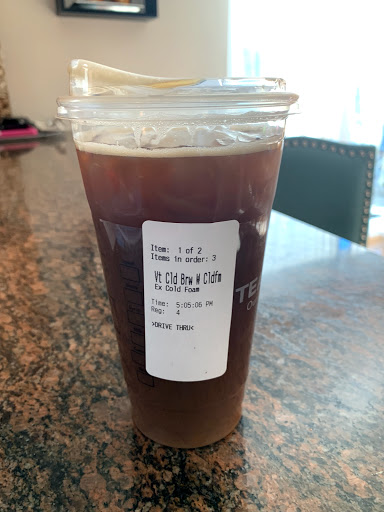 Item: 1 of 2
Items in order: 3
Vt Cld Brw W Cldfm
Ex Cold Foam
Time: 5:05:06 PM
Reg: 4
>DRIVE THRU<